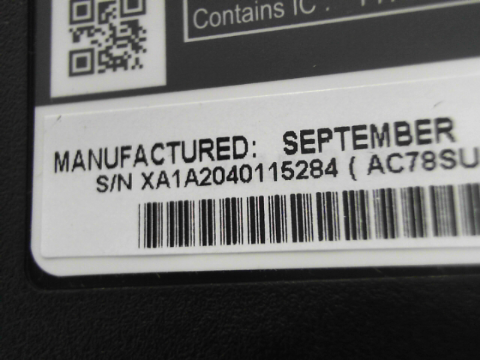 Contains IC :
MANUFACTURED: SEPTEMBER
S/N XA1A2040115284 ( AC78SU